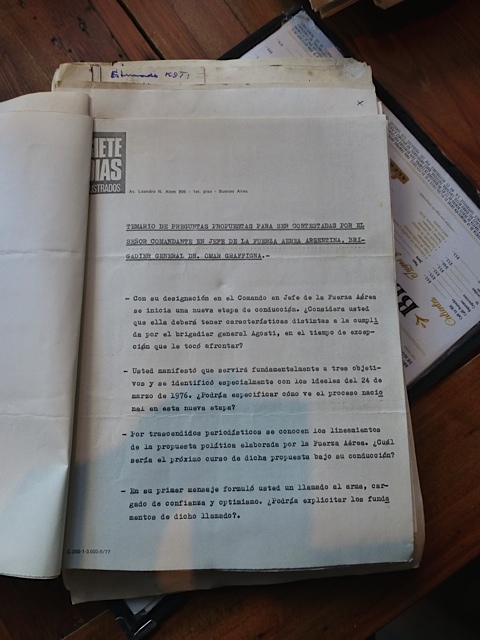 SIETE
DIAS
ILUSTRADOS
Av. Leandro N. Alem 896 - 1er. piso - Buenos Aires
TEMARIO DE PREGUNTAS PROPUESTAS PARA SER CONTESTADAS POR EL
SEÑOR COMANDANTE EN JEFE DE LA FUERZA AEREA ARGENTINA, BRI-
GADIER GENERAL DN. OMAR GRAFFIGNA.-
- Con su designación en el Comando en Jefe de la Fuerza Aérea
se inicia una nueva etapa de conducción. ¿Considera usted
que ella deberá tener características distintas a la cumpli
da por el brigadier general Agosti, en el tiempo de excep-
ción que le tocó afrontar?
- Usted manifestó que servirá fundamentalmente a tres objeti-
vos y se identificó especialmente con los ideales del 24 de
marzo de 1976. ¿Podría especificar cómo ve el proceso nacio
nal en esta nueva etapa?
- Por trascendidos periodísticos se conocen los lineamientos
de la propuesta política elaborada por la Fuerza Aérea. ¿Cuál
sería el próximo curso de dicha propuesta bajo su conducción?
- En su primer mensaje formuló usted un llamado al arma, car-
gado de confianza y optimismo. ¿Podría explicitar los funda
mentos de dicho llamado?.